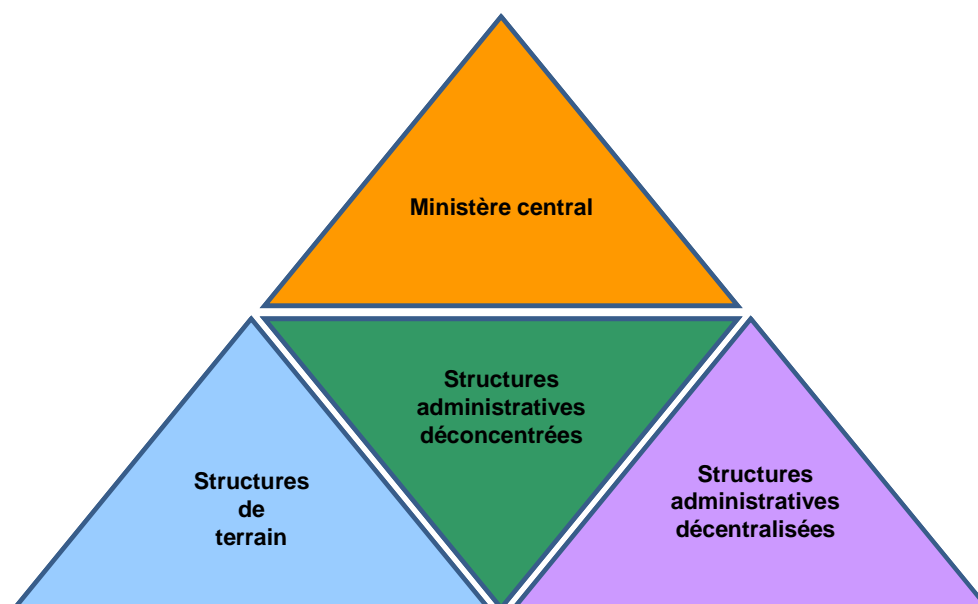 Ministère central
Structures
administratives
déconcentrées
Structures
de
terrain
Structures
administratives
décentralisées